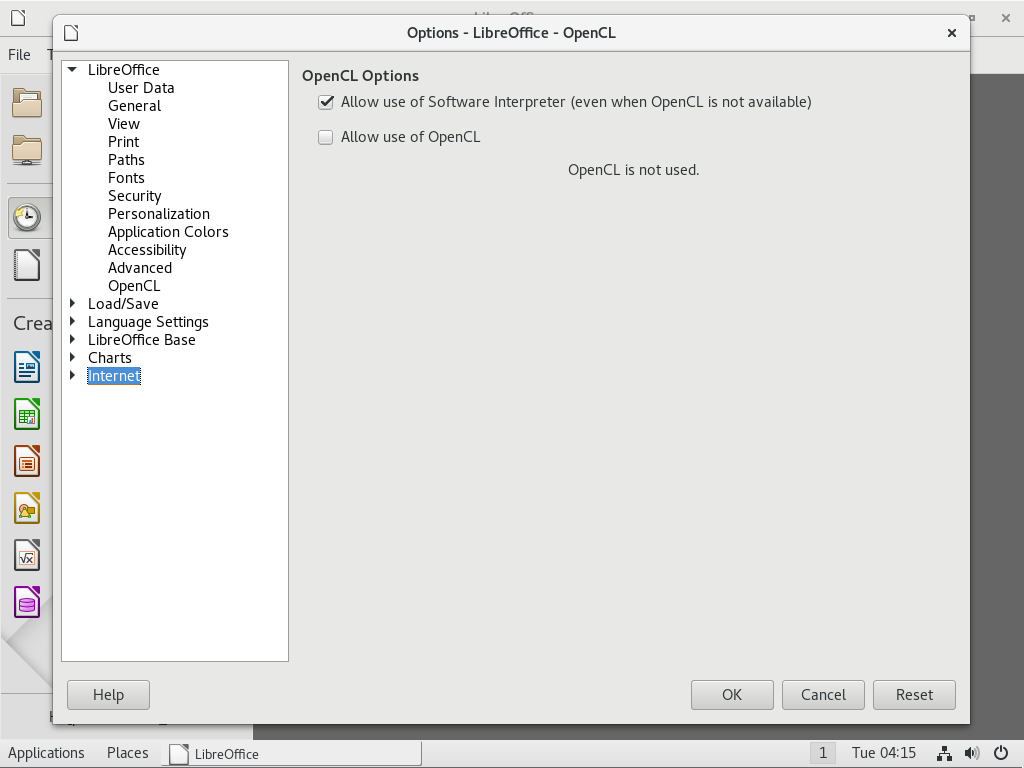 Options - LibreOffice - OpenCL
File
LibreOffice
User Data
General
View
Print
Paths
Fonts
Security
Personalization
Application Colors
Accessibility
Advanced
OpenCL
Load/Save
Language Settings
LibreOffice Base
Charts
Internet
OpenCL Options
Allow use of Software Interpreter (even when OpenCL is not available)
Allow use of OpenCL
OpenCL is not used.
Help
OK
Cancel
Reset
Applications
Places
LibreOffice
1
Tue 04:15